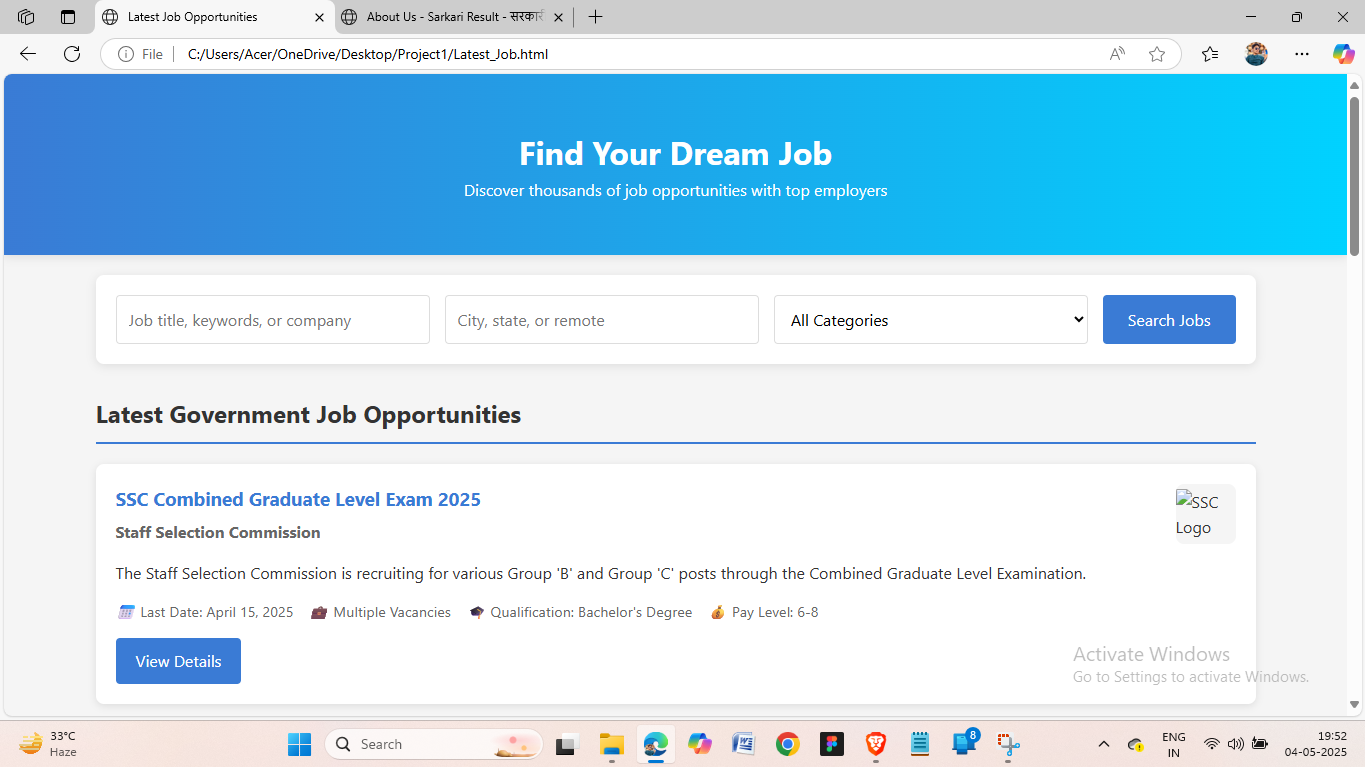 Latest Job Opportunities
About Us - Sarkari Result - सरकारी
File
C:/Users/Acer/OneDrive/Desktop/Project1/Latest_Job.html
Find Your Dream Job
Discover thousands of job opportunities with top employers
Job title, keywords, or company
City, state, or remote
All Categories
Search Jobs
Latest Government Job Opportunities
SSC Combined Graduate Level Exam 2025
SSC
Logo
Staff Selection Commission
The Staff Selection Commission is recruiting for various Group 'B' and Group 'C' posts through the Combined Graduate Level Examination.
Last Date: April 15, 2025 Multiple Vacancies Qualification: Bachelor's Degree Pay Level: 6-8
View Details
Activate Windows
Go to Settings to activate Windows.
33°C
Haze
Search
8
ENG
IN
19:52
04-05-2025